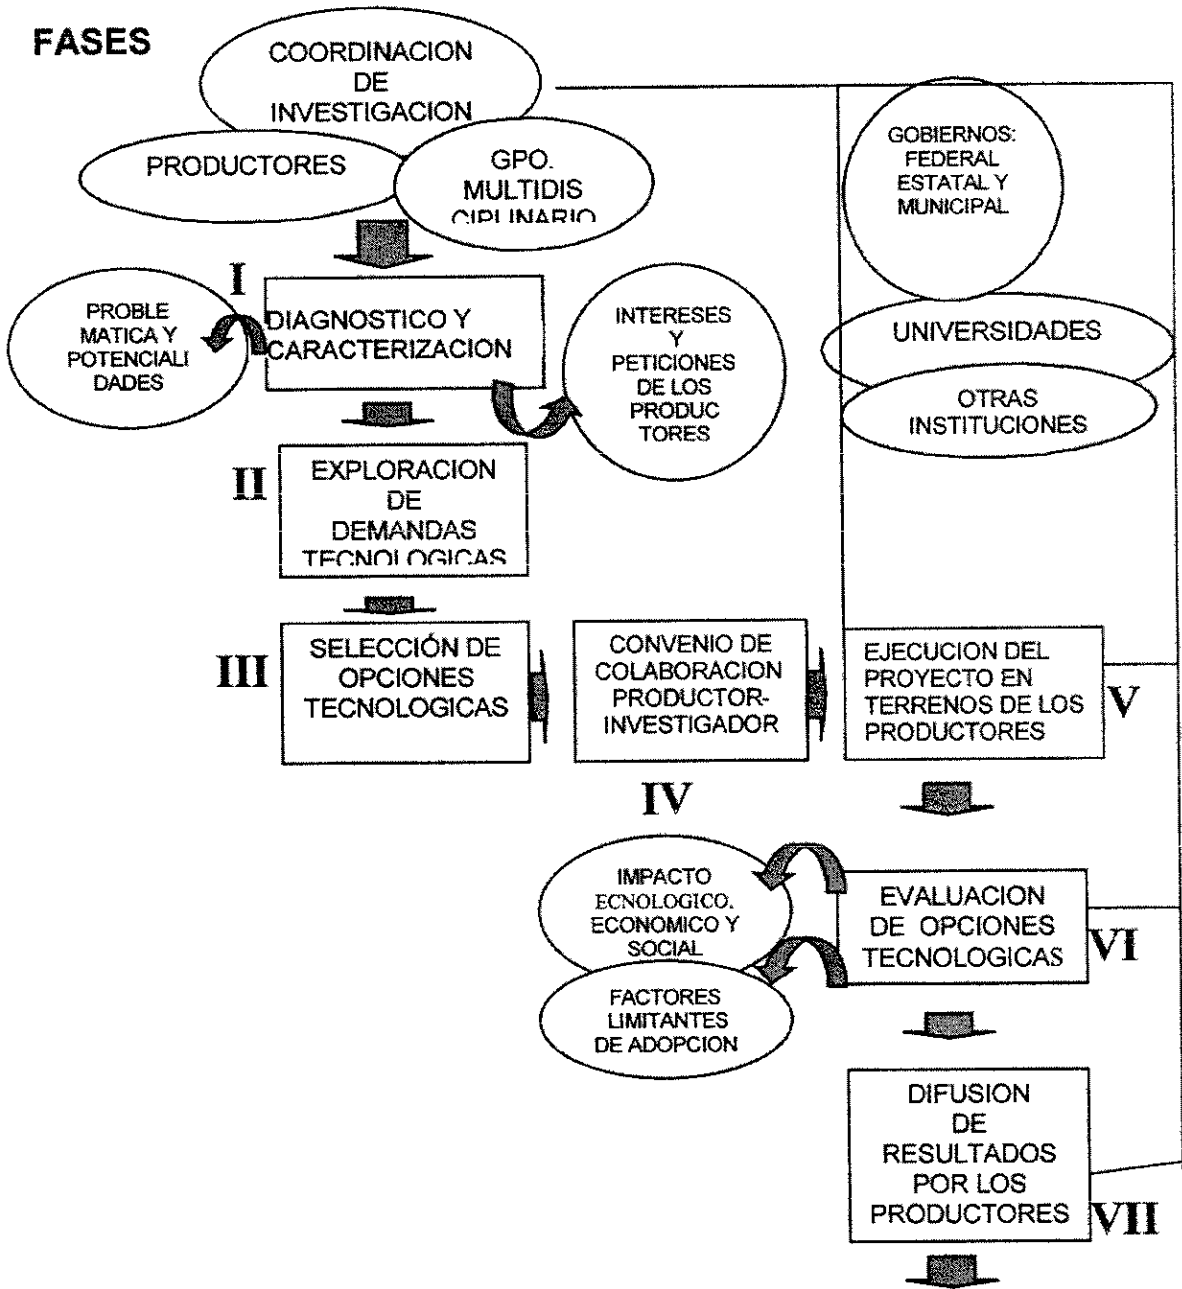 FASES
COORDINACION
DE
INVESTIGACION
PRODUCTORES
GPO.
MULTIDIS
CIPLINARIO
GOBIERNOS:
FEDERAL
ESTATAL Y
MUNICIPAL
I
PROBLE
MATICA Y
POTENCIALI
DADES
DIAGNOSTICO Y
CARACTERIZACION
INTERESES
Y
PETICIONES
DE LOS
PRODUC
TORES
UNIVERSIDADES
OTRAS
INSTITUCIONES
II
EXPLORACION
DE
DEMANDAS
TECNOLOGICAS
III
SELECCIÓN DE
OPCIONES
TECNOLOGICAS
CONVENIO DE
COLABORACION
PRODUCTOR-
INVESTIGADOR
IV
EJECUCION DEL
PROYECTO EN
TERRENOS DE LOS
PRODUCTORES
V
IMPACTO
ECNOLOGICO.
ECONOMICO Y
SOCIAL
FACTORES
LIMITANTES
DE ADOPCION
EVALUACION
DE OPCIONES
TECNOLOGICAS
VI
DIFUSION
DE
RESULTADOS
POR LOS
PRODUCTORES
VII